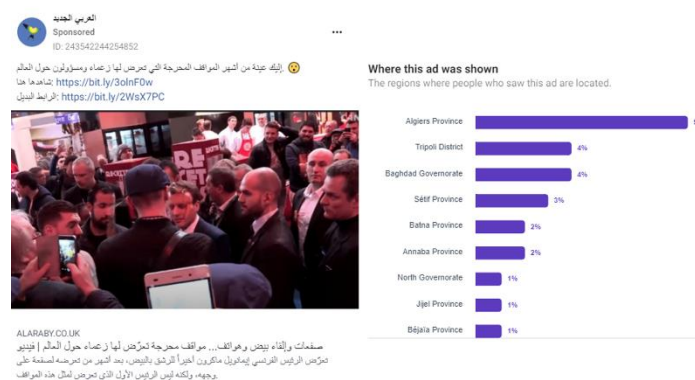 العربي الجديد
Sponsored
ID: 243542244254852
إليك عينة من أشهر المواقف المحرجة التي تعرض لها زعماء ومسؤولون حول العالم. 😲
شاهدها هنا: https://bit.ly/3olnF0w
الرابط البديل: https://bit.ly/2WsX7PC
ALARABY.CO.UK
صفعات وإلقاء بيض وهواتف... مواقف محرجة تعرّض لها زعماء حول العالم | فيديو
تعرّض الرئيس الفرنسي إيمانويل ماكرون أخيراً للرشق بالبيض، بعد أشهر من تعرضه لصفعة على
وجهه، ولكنه ليس الرئيس الأول الذي تعرض لمثل هذه المواقف
Where this ad was shown
The regions where people who saw this ad are located.
Algiers Province
Tripoli District 4%
Baghdad Governorate 4%
Sétif Province 3%
Batna Province 2%
Annaba Province 2%
North Governorate 1%
Jijel Province 1%
Béjaïa Province 1%